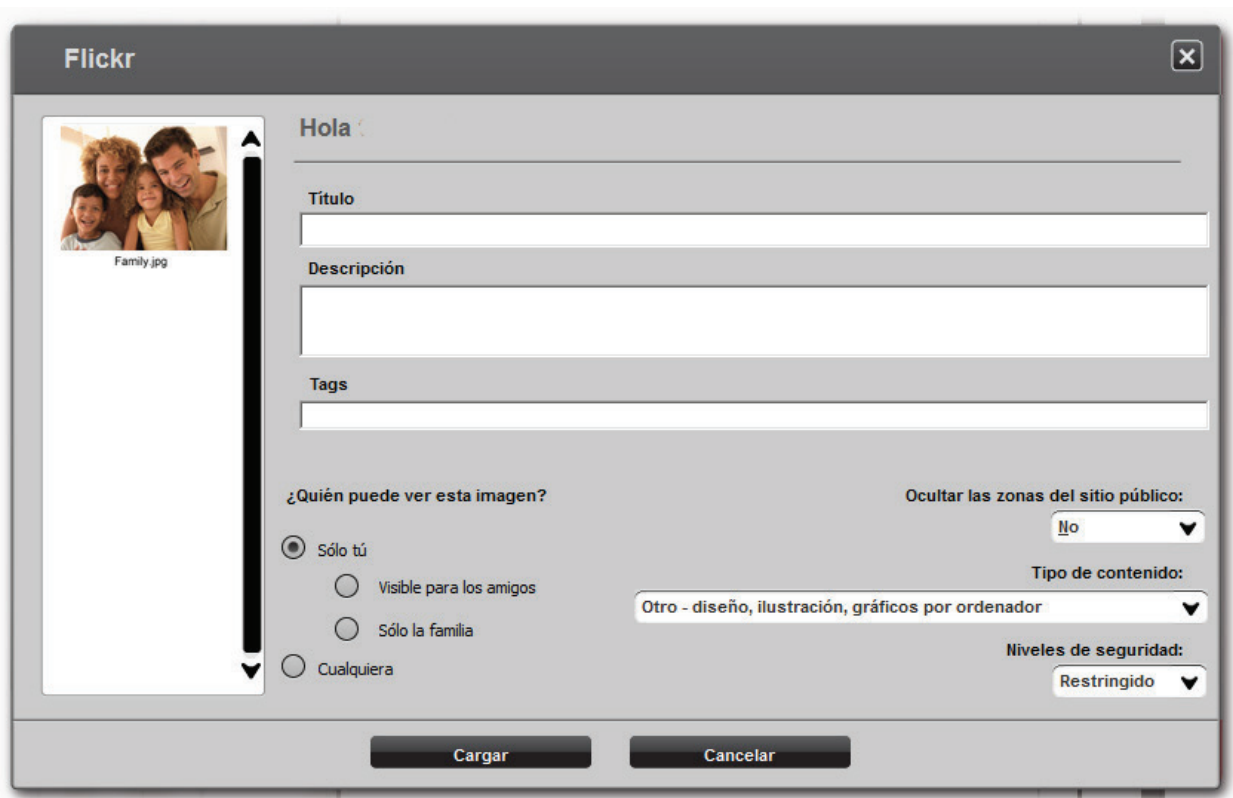 Flickr
Hola
Family.jpg
Título
Descripción
Tags
¿Quién puede ver esta imagen?
Sólo tú
Visible para los amigos
Sólo la familia
Cualquiera
Ocultar las zonas del sitio público:
No
Tipo de contenido:
Otro - diseño, ilustración, gráficos por ordenador
Niveles de seguridad:
Restringido
Cargar
Cancelar